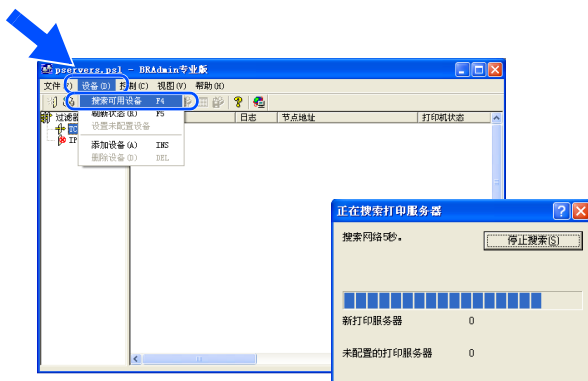 pservers.psl - BRAdmin专业版
设备(D) 控制(C) 视图(V) 帮助(H)
搜索可用设备 F4
刷新状态(R) F5
设置未配置设备
添加设备(A) INS
删除设备(D) DEL
过滤器 日志 节点地址 打印机状态
TC
IP
正在搜索打印服务器
搜索网络5秒。
停止搜索(S)
新打印服务器 0
未配置的打印服务器 0